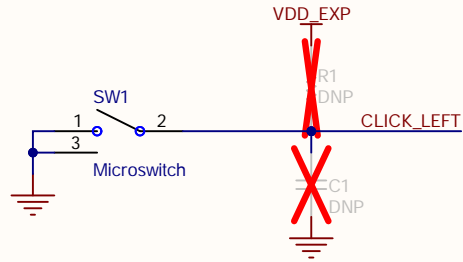 VDD_EXP
R1
DNP
SW1
1
2
CLICK_LEFT
3
Microswitch
C1
DNP